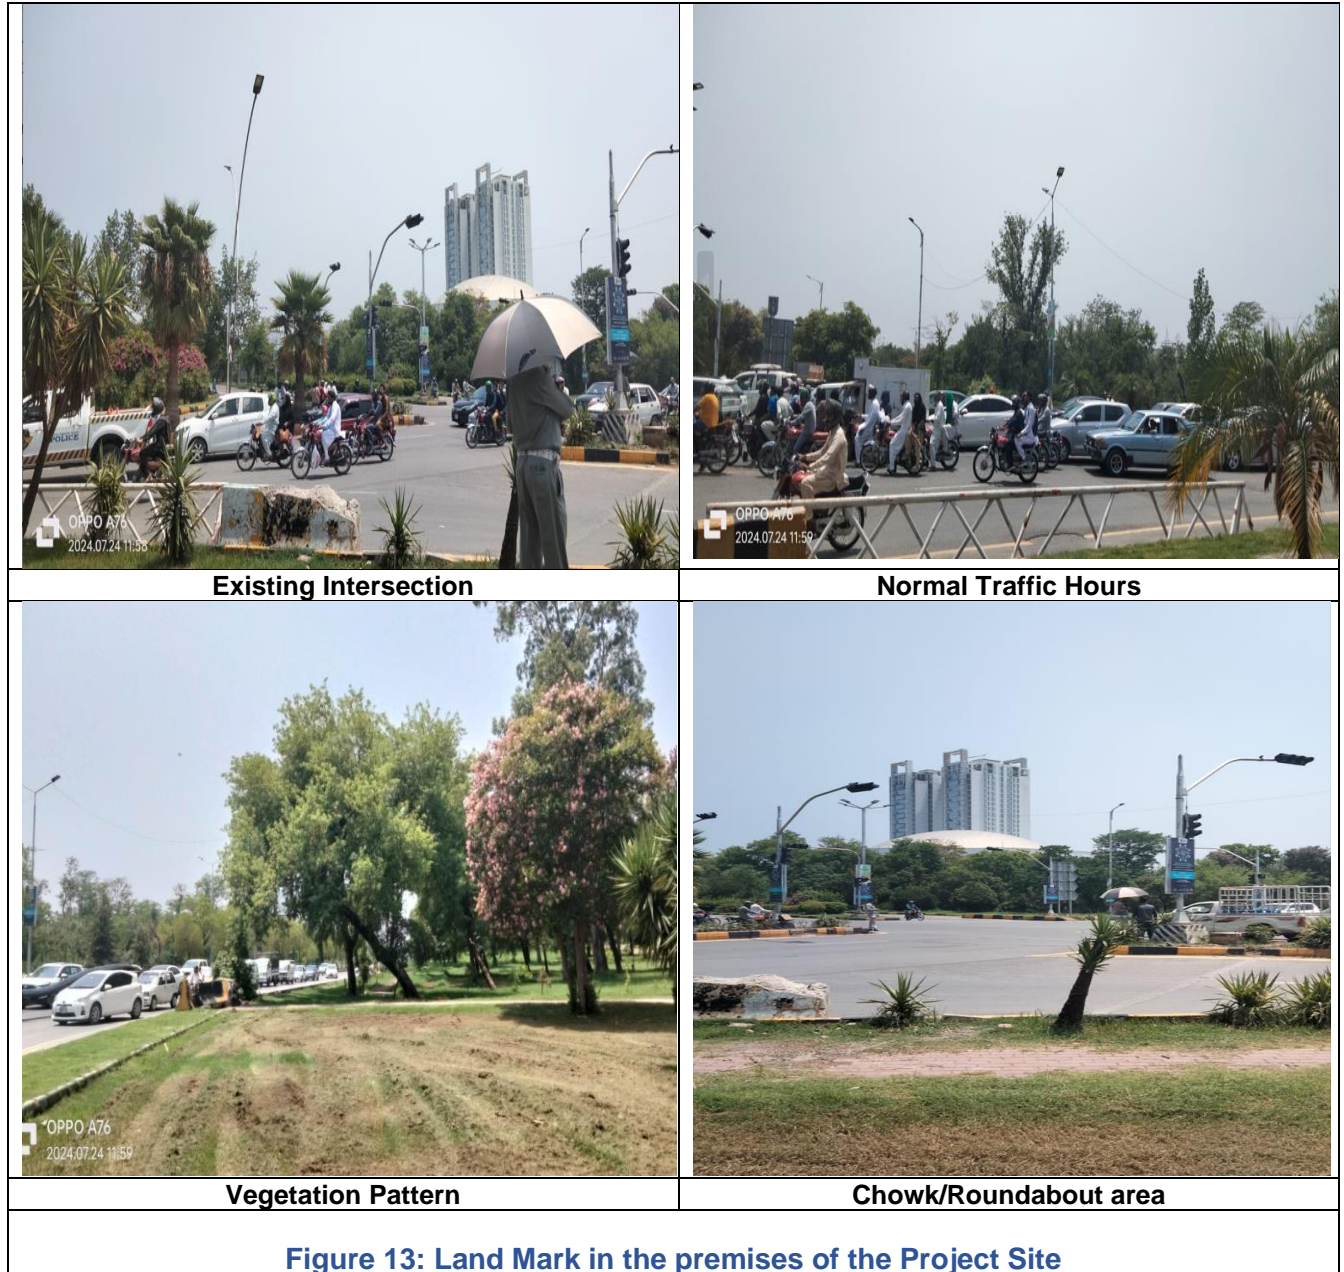 POLICE
OPPO A76
2024.07.24 11:58
OPPO A76
2024.07.24 11:59
Existing Intersection
Normal Traffic Hours
OPPO A76
2024.07.24 11:59
Vegetation Pattern
Chowk/Roundabout area
Figure 13: Land Mark in the premises of the Project Site